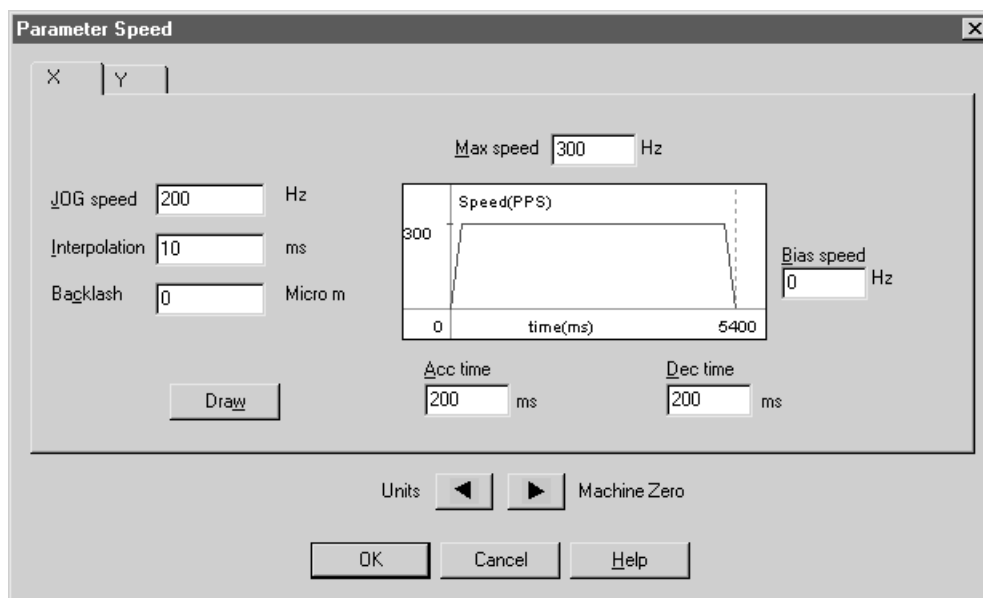 Parameter Speed
X
Y
Max speed 300 Hz
JOG speed 200 Hz
Interpolation 10 ms
Backlash 0 Micro m
Speed(PPS)
300
0 time(ms) 5400
Bias speed
0 Hz
Acc time
200 ms
Dec time
200 ms
Draw
Units Machine Zero
OK Cancel Help